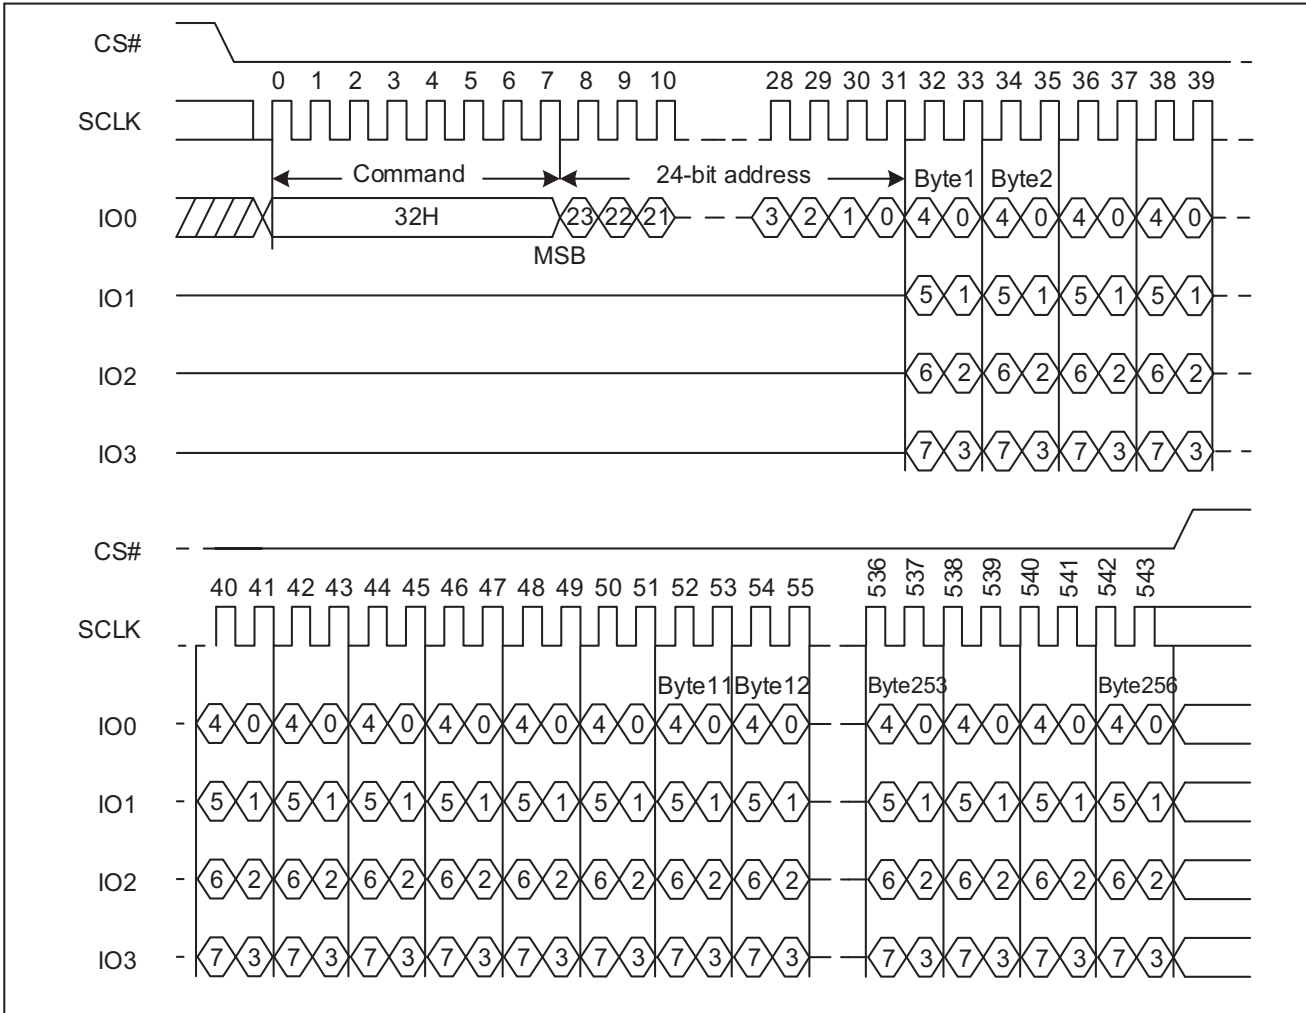 CS#
0 1 2 3 4 5 6 7 8 9 10 28 29 30 31 32 33 34 35 36 37 38 39
SCLK
Command 24-bit address Byte1 Byte2
IO0 32H 23 22 21 3 2 1 0 4 0 4 0 4 0 4 0
MSB
IO1 5 1 5 1 5 1 5 1
IO2 6 2 6 2 6 2 6 2
IO3 7 3 7 3 7 3 7 3
CS#
40 41 42 43 44 45 46 47 48 49 50 51 52 53 54 55 536 537 538 539 540 541 542 543
SCLK
Byte11 Byte12 Byte253 Byte256
IO0 4 0 4 0 4 0 4 0 4 0 4 0 4 0 4 0 4 0 4 0 4 0 4 0
IO1 5 1 5 1 5 1 5 1 5 1 5 1 5 1 5 1 5 1 5 1 5 1 5 1
IO2 6 2 6 2 6 2 6 2 6 2 6 2 6 2 6 2 6 2 6 2 6 2 6 2
IO3 7 3 7 3 7 3 7 3 7 3 7 3 7 3 7 3 7 3 7 3 7 3 7 3